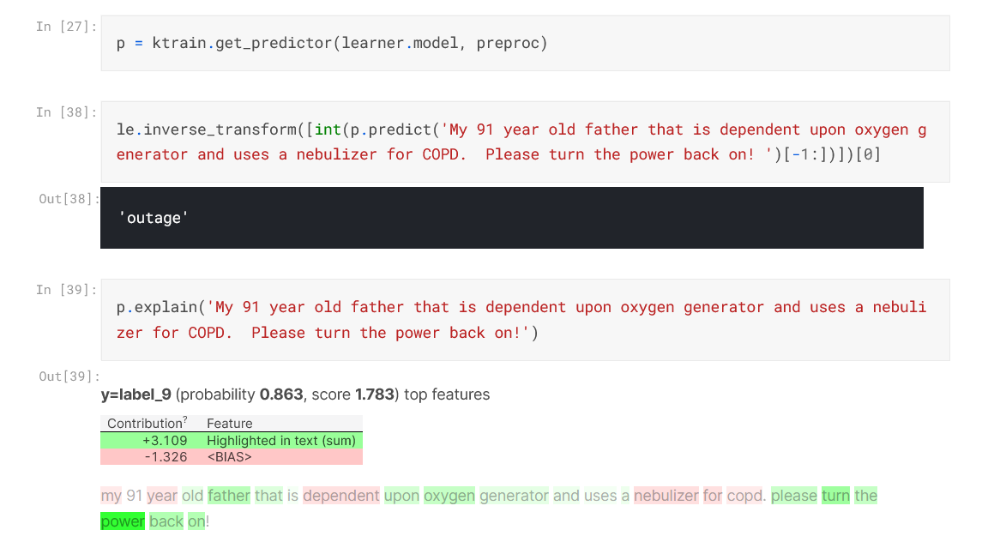 In [27]:
p = ktrain.get_predictor(learner.model, preproc)
In [38]:
le.inverse_transform([int(p.predict('My 91 year old father that is dependent upon oxygen g
enerator and uses a nebulizer for COPD.  Please turn the power back on! ')[-1:])])[0]
Out[38]:
'outage'
In [39]:
p.explain('My 91 year old father that is dependent upon oxygen generator and uses a nebuli
zer for COPD.  Please turn the power back on!')
Out[39]:
y=label_9 (probability 0.863, score 1.783) top features
Contribution? Feature
+3.109 Highlighted in text (sum)
-1.326 <BIAS>
my 91 year old father that is dependent upon oxygen generator and uses a nebulizer for copd. please turn the
power back on!